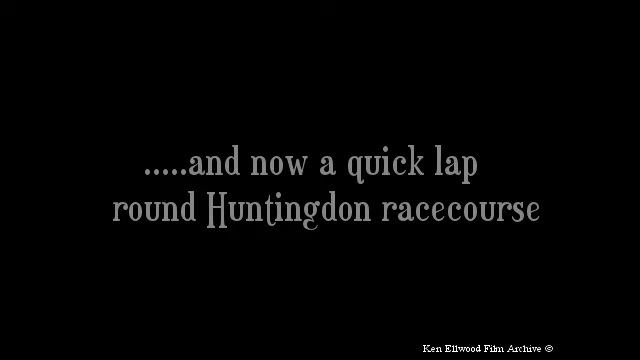 .....and now a quick lap
round Huntingdon racecourse
Ken Ellwood Film Archive ©